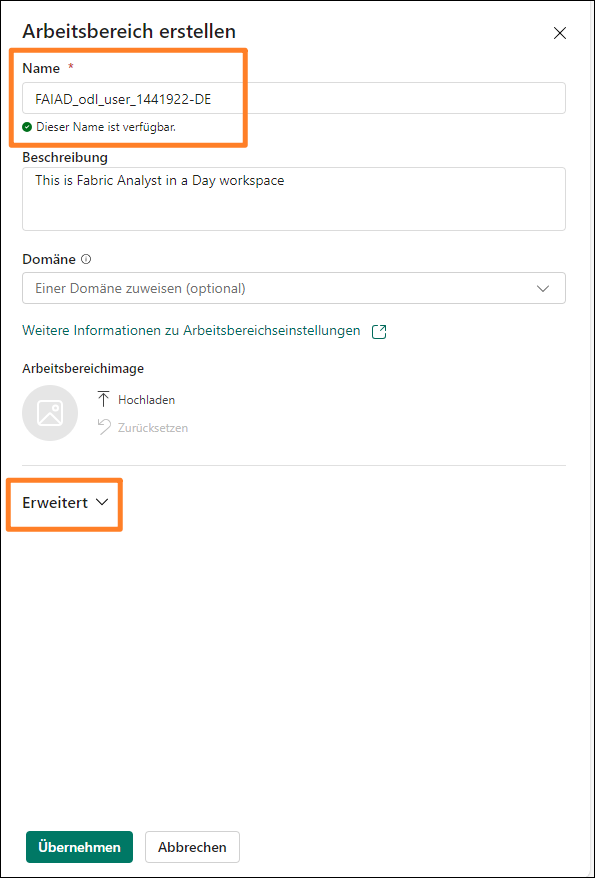 Arbeitsbereich erstellen
Name *
FAIAD_odl_user_1441922-DE
Dieser Name ist verfügbar.
Beschreibung
This is Fabric Analyst in a Day workspace
Domäne
Einer Domäne zuweisen (optional)
Weitere Informationen zu Arbeitsbereichseinstellungen
Arbeitsbereichimage
Hochladen
Zurücksetzen
Erweitert
Übernehmen Abbrechen